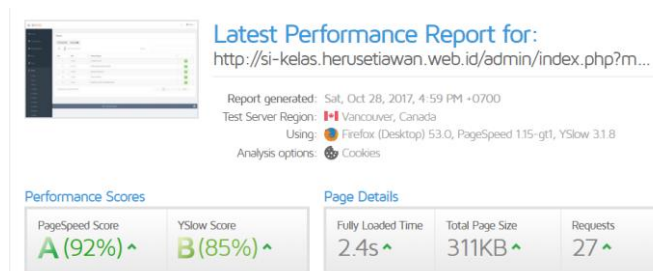 Latest Performance Report for:
http://si-kelas.herusetiawan.web.id/admin/index.php?m...
Report generated: Sat, Oct 28, 2017, 4:59 PM +0700
Test Server Region: Vancouver, Canada
Using: Firefox (Desktop) 53.0, PageSpeed 1.15-gt1, YSlow 3.1.8
Analysis options: Cookies
Performance Scores
Page Details
PageSpeed Score
YSlow Score
Fully Loaded Time
Total Page Size
Requests
A (92%)
B (85%)
2.4s
311KB
27